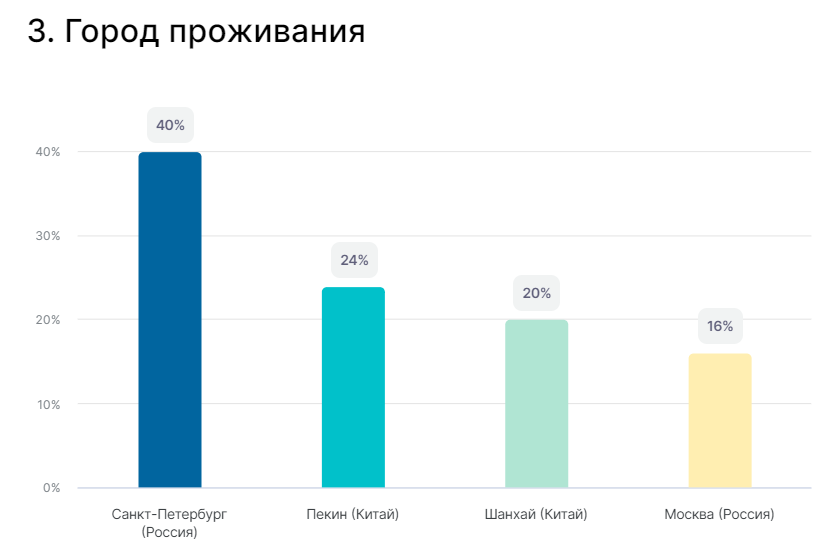 3. Город проживания
40%
40%
30%
24%
20%
20%
16%
10%
0%
Санкт-Петербург
(Россия)
Пекин (Китай)
Шанхай (Китай)
Москва (Россия)